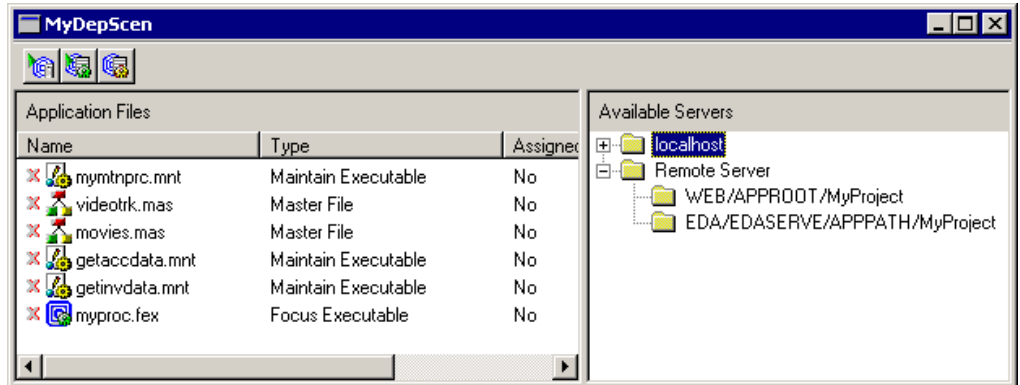 MyDepScen
Application Files
Name Type Assigned
mymtnprc.mnt Maintain Executable No
videotrk.mas Master File No
movies.mas Master File No
getaccdata.mnt Maintain Executable No
getinvdata.mnt Maintain Executable No
myproc.fex Focus Executable No
Available Servers
localhost
Remote Server
WEB/APPROOT/MyProject
EDA/EDASERVE/APPPATH/MyProject